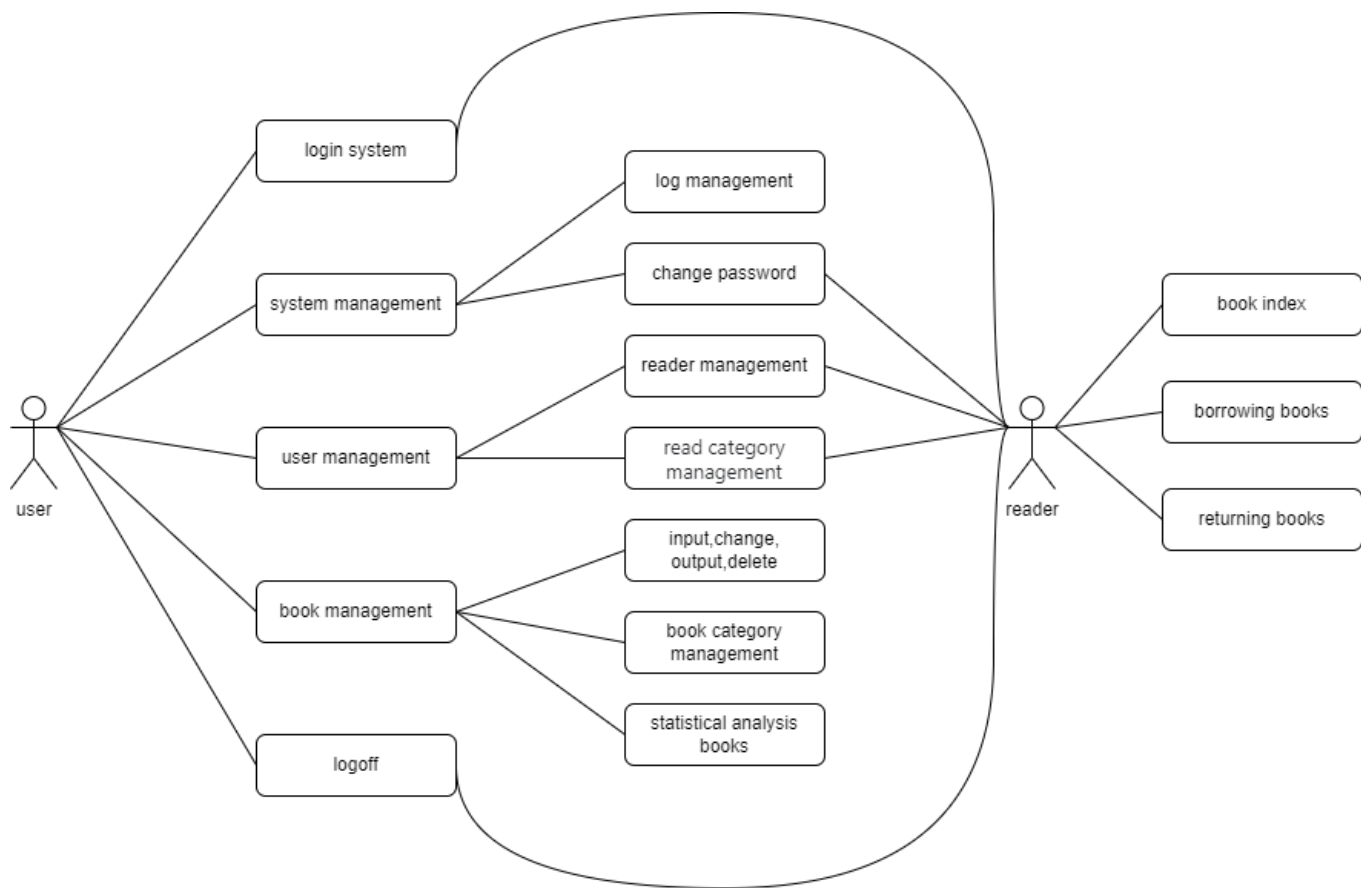 login system
log management
change password
system management
book index
reader management
borrowing books
user management
read category
management
user
reader
returning books
input,change,
output,delete
book management
book category
management
statistical analysis
books
logoff